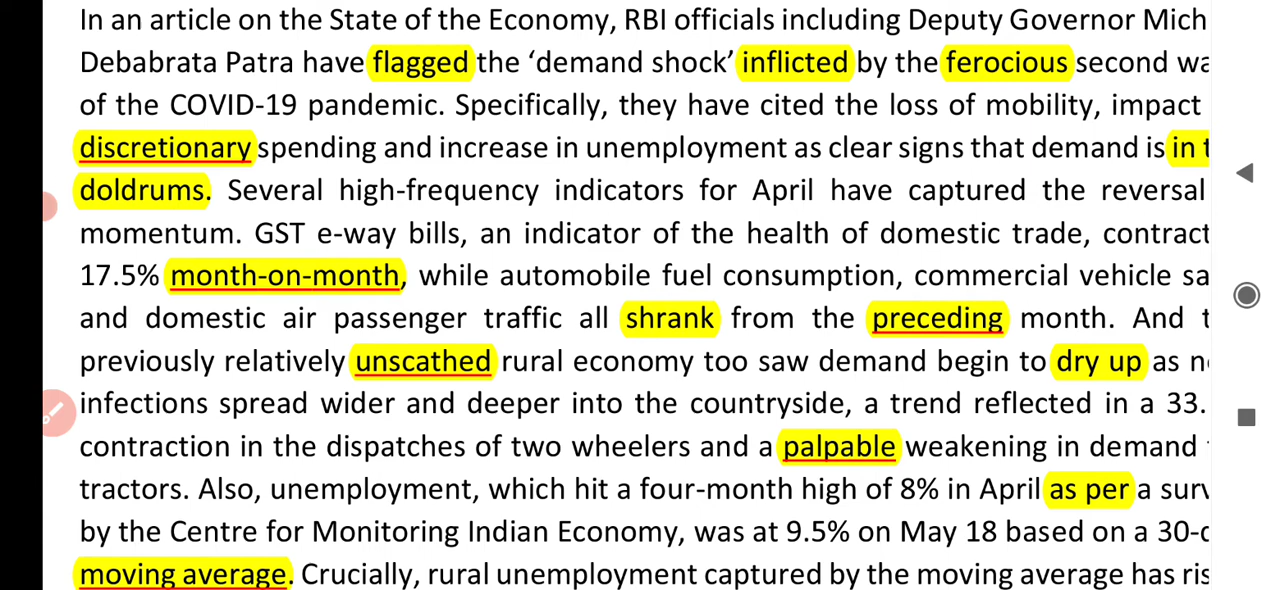 In an article on the State of the Economy, RBI officials including Deputy Governor Mich
Debabrata Patra have flagged the ‘demand shock’ inflicted by the ferocious second wa
of the COVID-19 pandemic. Specifically, they have cited the loss of mobility, impact
discretionary spending and increase in unemployment as clear signs that demand is in t
doldrums. Several high-frequency indicators for April have captured the reversal
momentum. GST e-way bills, an indicator of the health of domestic trade, contract
17.5% month-on-month, while automobile fuel consumption, commercial vehicle sa
and domestic air passenger traffic all shrank from the preceding month. And t
previously relatively unscathed rural economy too saw demand begin to dry up as n
infections spread wider and deeper into the countryside, a trend reflected in a 33.
contraction in the dispatches of two wheelers and a palpable weakening in demand
tractors. Also, unemployment, which hit a four-month high of 8% in April as per a surv
by the Centre for Monitoring Indian Economy, was at 9.5% on May 18 based on a 30-d
moving average. Crucially, rural unemployment captured by the moving average has ris